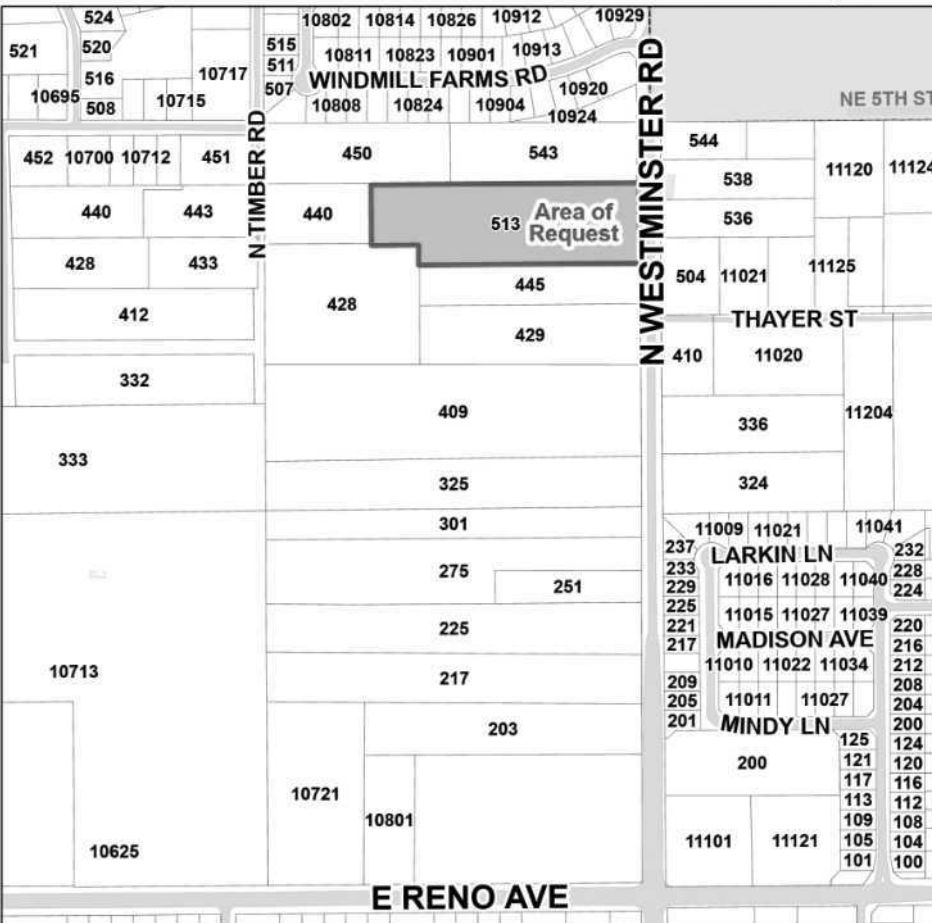 524 10802 10814 10826 10912 10929
521 520 515 10811 10823 10901 10913
516 10717 511 WINDMILL FARMS RD 10920
10695 508 10715 507 10808 10824 10904 10924
NE 5TH ST
N WESTMINSTER RD
N TIMBER RD
452 10700 10712 451 450 543 544
440 443 440 513 Area of
Request
538 11120 11124
536
428 433 428 445 504 11021 11125
412 429 THAYER ST
332 410 11020
409 336 11204
333 325 324
301 11009 11021 11041
275 251 237 LARKIN LN 232
233 11016 11028 11040 228
229 224
225 225 11015 11027 11039 220
221 MADISON AVE 216
10713 217 217 11010 11022 11034 212
209 208
203 205 11011 11027 204
201 MINDY LN 200
125 124
200 121 120
10721 117 116
10801 113 112
11101 11121 109 108
10625 105 104
101 100
E RENO AVE